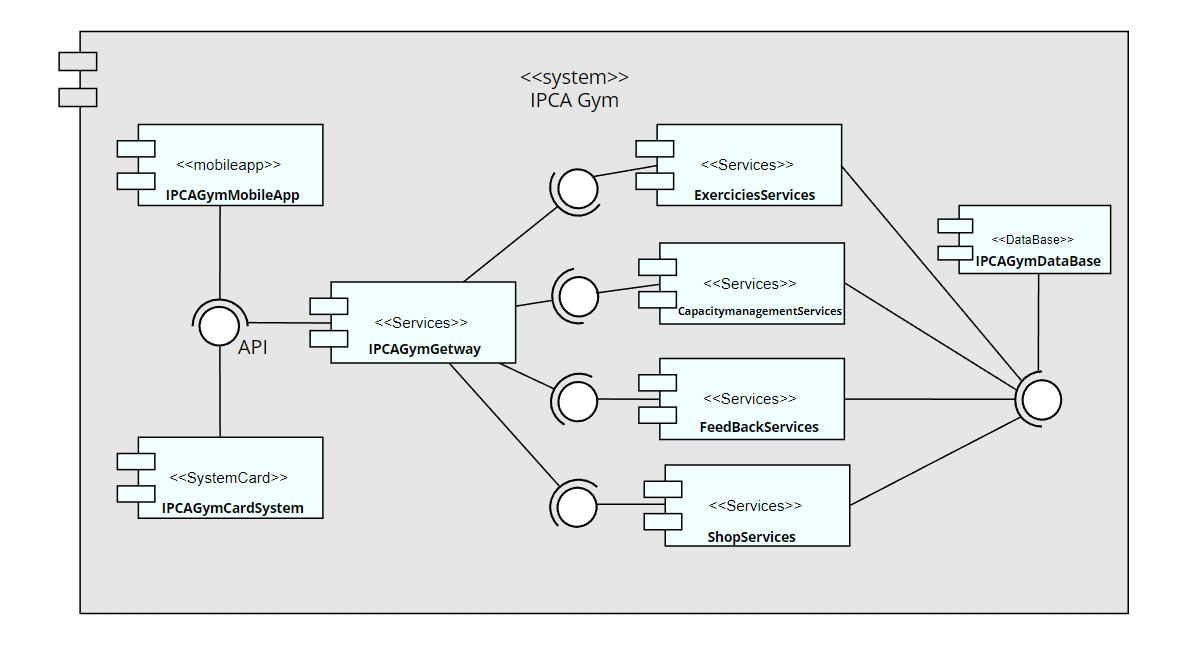 <<system>>
IPCA Gym
<<mobileapp>>
IPCAGymMobileApp
<<Services>>
ExerciciesServices
<<DataBase>>
IPCAGymDataBase
<<Services>>
CapacitymanagementServices
<<Services>>
IPCAGymGetway
API
<<Services>>
FeedBackServices
<<SystemCard>>
IPCAGymCardSystem
<<Services>>
ShopServices